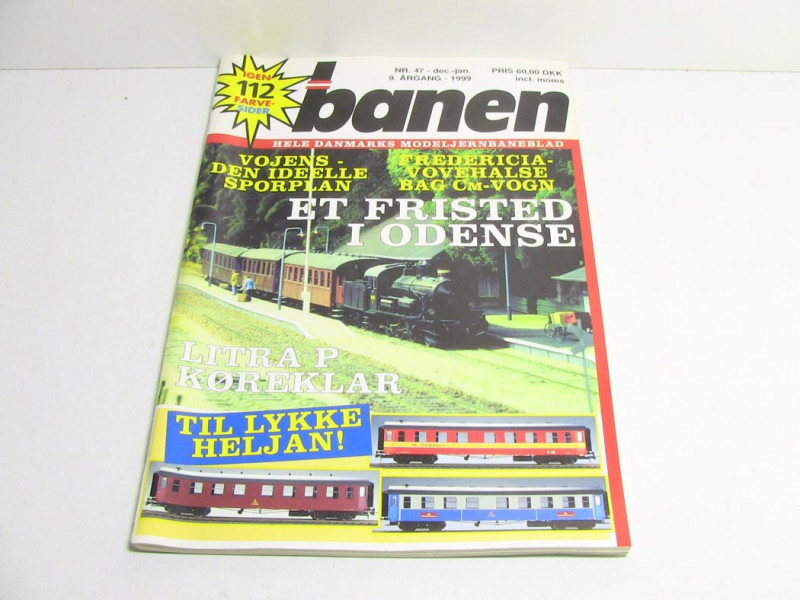 IGEN
112
FARVE-
SIDER
NR. 47 - dec.-jan.
9. ÅRGANG - 1999
PRIS 60,00 DKK
incl. moms
banen
HELE DANMARKS MODELJERNBANEBLAD
VOJENS -
DEN IDEELLE
SPORPLAN
FREDERICIA-
VOVEHALSE
BAG CM-VOGN
ET FRISTED
I ODENSE
LITRA P
KØREKLAR
TIL LYKKE
HELJAN!